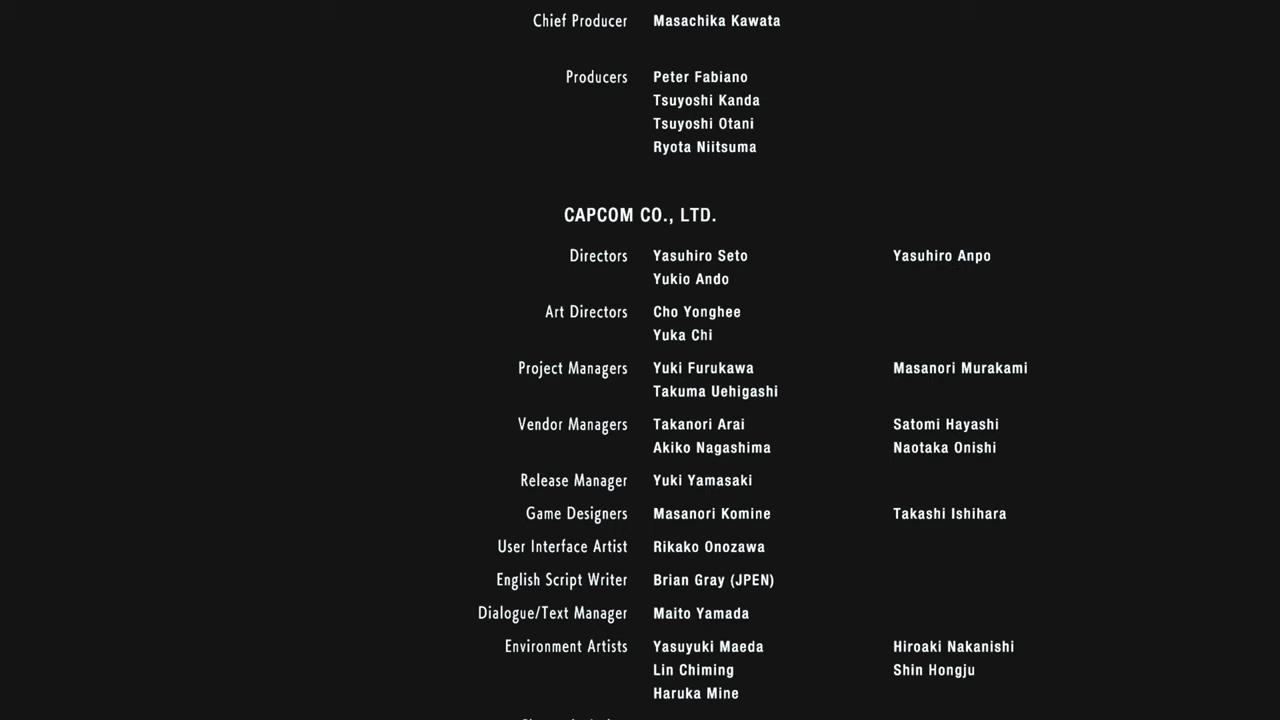 Chief Producer Masachika Kawata
Producers Peter Fabiano
Tsuyoshi Kanda
Tsuyoshi Otani
Ryota Niitsuma
CAPCOM CO., LTD.
Directors Yasuhiro Seto Yasuhiro Anpo
Yukio Ando
Art Directors Cho Yonghee
Yuka Chi
Project Managers Yuki Furukawa Masanori Murakami
Takuma Uehigashi
Vendor Managers Takanori Arai Satomi Hayashi
Akiko Nagashima Naotaka Onishi
Release Manager Yuki Yamasaki
Game Designers Masanori Komine Takashi Ishihara
User Interface Artist Rikako Onozawa
English Script Writer Brian Gray (JPEN)
Dialogue/Text Manager Maito Yamada
Environment Artists Yasuyuki Maeda Hiroaki Nakanishi
Lin Chiming Shin Hongju
Haruka Mine